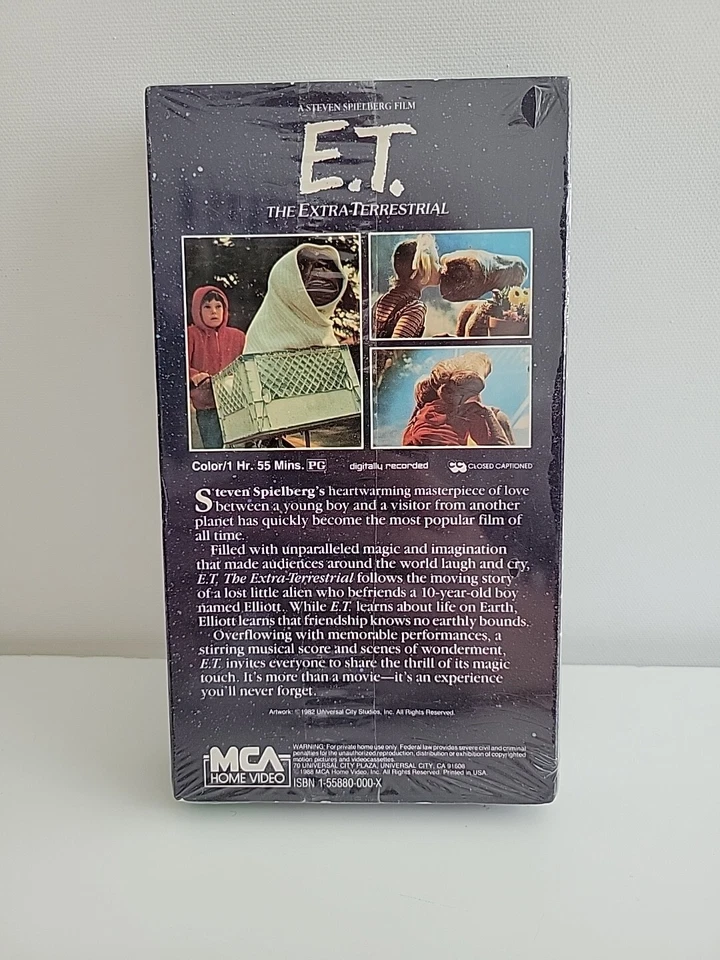 A STEVEN SPIELBERG FILM
E.T.
THE EXTRA-TERRESTRIAL
Color/1 Hr. 55 Mins. PG digitally recorded CC CLOSED CAPTIONED
Steven Spielberg's heartwarming masterpiece of love
between a young boy and a visitor from another
planet has quickly become the most popular film of
all time.
Filled with unparalleled magic and imagination
that made audiences around the world laugh and cry,
E.T. The Extra-Terrestrial follows the moving story
of a lost little alien who befriends a 10-year-old boy
named Elliott. While E.T. learns about life on Earth,
Elliott learns that friendship knows no earthly bounds.
Overflowing with memorable performances, a
stirring musical score and scenes of wonderment,
E.T. invites everyone to share the thrill of its magic
touch. It's more than a movie—it's an experience
you'll never forget.
Artwork: ©1982 Universal City Studios, Inc. All Rights Reserved.
MCA
HOME VIDEO
WARNING: For private home use only. Federal law provides severe civil and criminal
penalties for the unauthorized reproduction, distribution or exhibition of copyrighted
motion pictures and videocassettes.
70 UNIVERSAL CITY PLAZA, UNIVERSAL CITY, CA 91608
©1988 MCA Home Video, Inc. All Rights Reserved. Printed in USA.
ISBN 1-55880-000-X